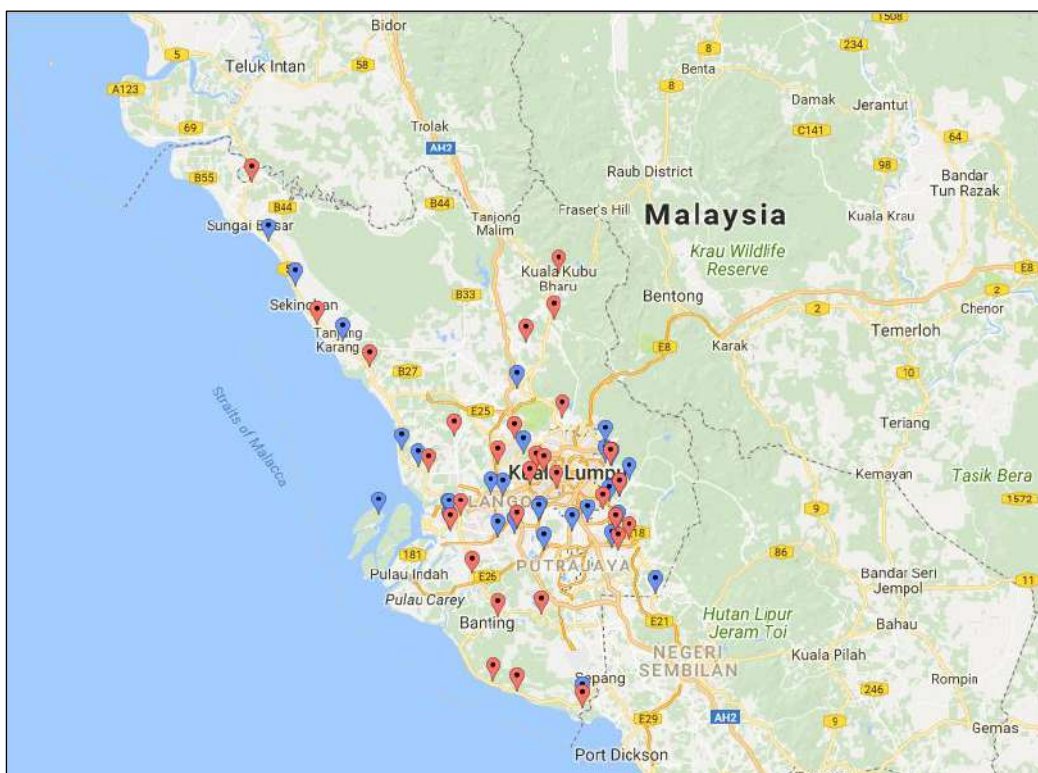 Bidor
1508
5
234
Teluk Intan
58
8
Benta
A123
8
Damak
Jerantut
C141
69
Trolak
64
AH2
98
B55
Raub District
Bandar
Tun Razak
B44
B44
Tanjong
Malim
Fraser's Hill
Malaysia
Kuala Krau
Sungai Besar
Krau Wildlife
Reserve
E8
Kuala Kubu
Bharu
2
Sekinchan
B33
Bentong
2
Chenor
Tanjung
Karang
Temerloh
E8
Karak
B27
10
Straits of Malacca
E25
Teriang
Kuala Lumpu
Kemayan
Tasik Bera
LANGO
9
1572
18
181
86
PUTRAJAYA
Pulau Indah
E26
Bandar Seri
Jempol
11
Pulau Carey
Hutan Lipur
Jeram Toi
Banting
E21
Bahau
NEGERI
SEMBILAN
Kuala Pilah
Sepang
Rompin
246
E29
AH2
9
Gemas
Port Dickson